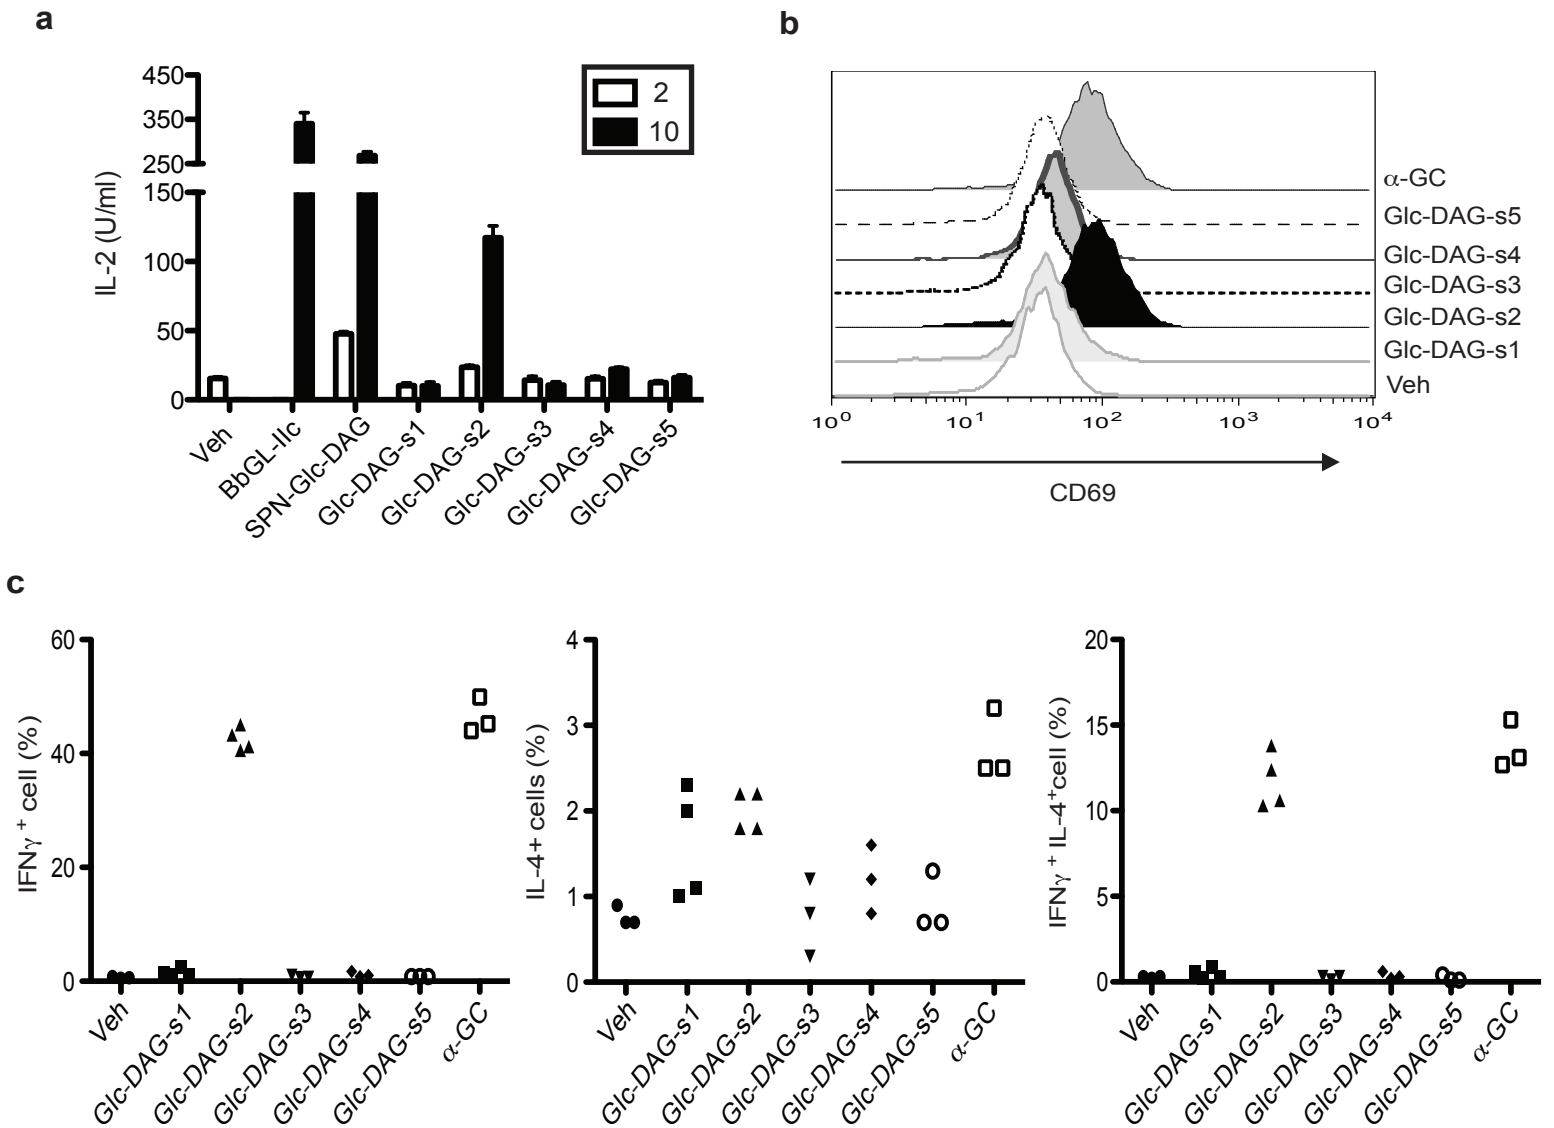 a
450
350
250
150
100
50
0
IL-2 (U/ml)
2
10
Veh
BbGL-IIc
SPN-Glc-DAG
Glc-DAG-s1
Glc-DAG-s2
Glc-DAG-s3
Glc-DAG-s4
Glc-DAG-s5
b
α-GC
Glc-DAG-s5
Glc-DAG-s4
Glc-DAG-s3
Glc-DAG-s2
Glc-DAG-s1
Veh
10⁰ 10¹ 10² 10³ 10⁴
CD69
c
60
40
20
0
IFNγ⁺ cell (%)
Veh
Glc-DAG-s1
Glc-DAG-s2
Glc-DAG-s3
Glc-DAG-s4
Glc-DAG-s5
α-GC
4
3
2
1
0
IL-4+ cells (%)
Veh
Glc-DAG-s1
Glc-DAG-s2
Glc-DAG-s3
Glc-DAG-s4
Glc-DAG-s5
α-GC
20
15
10
5
0
IFNγ⁺ IL-4⁺cell (%)
Veh
Glc-DAG-s1
Glc-DAG-s2
Glc-DAG-s3
Glc-DAG-s4
Glc-DAG-s5
α-GC